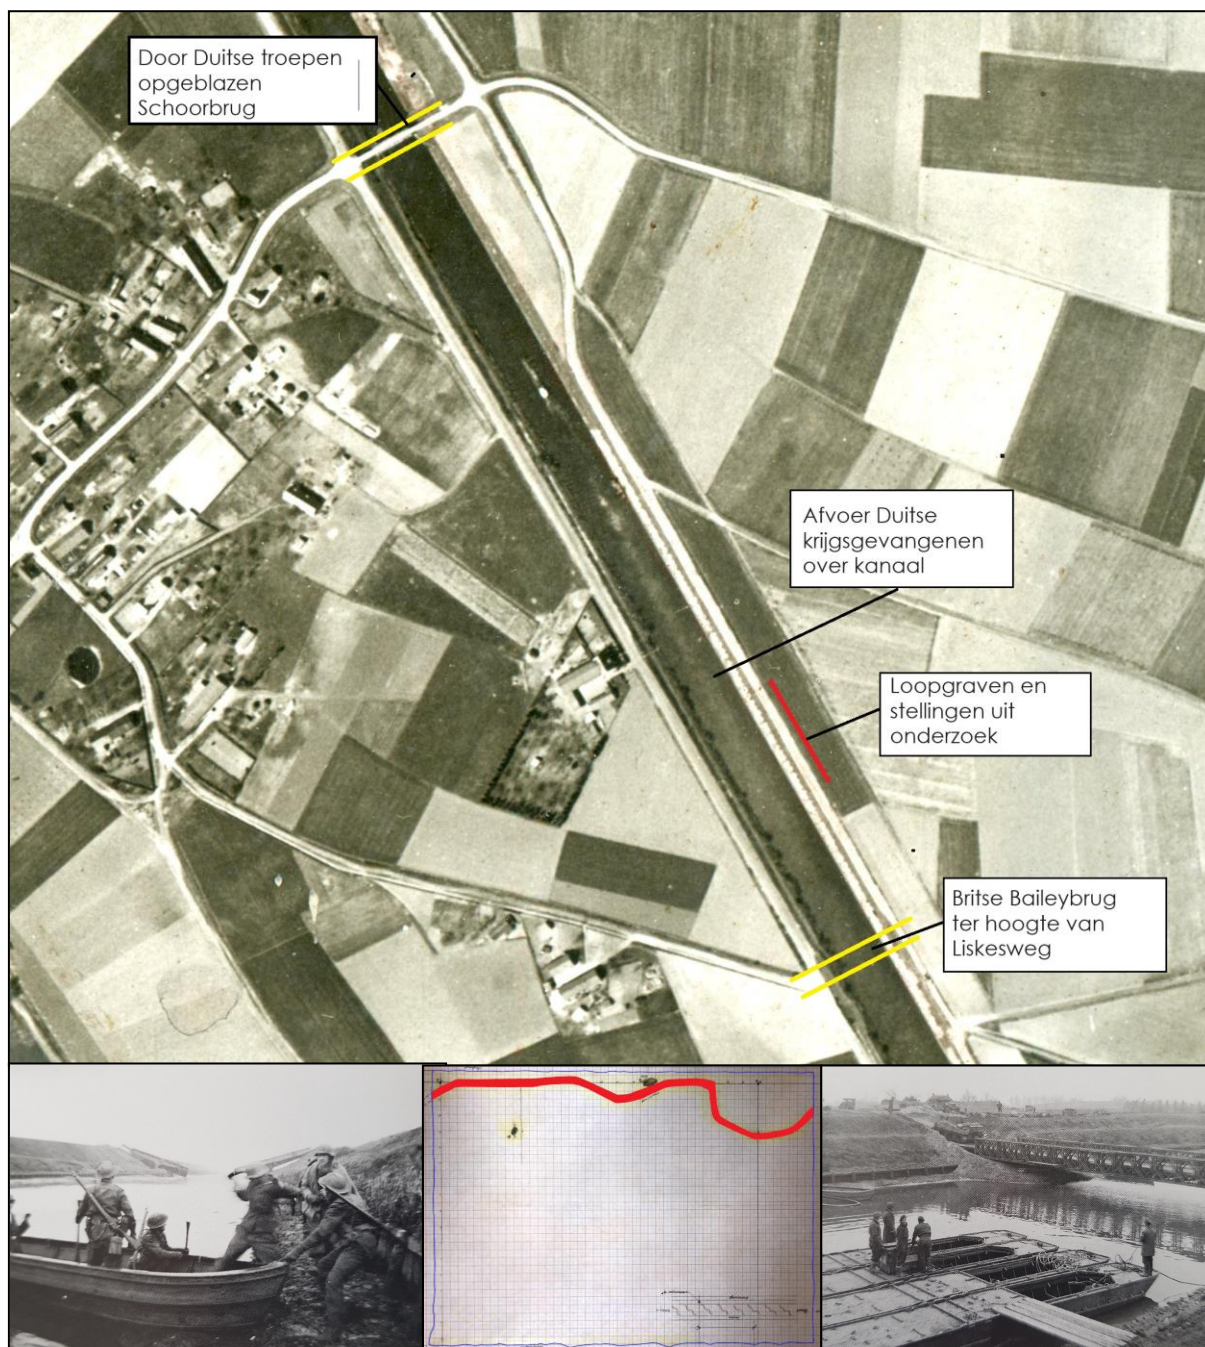 Door Duitse troepen
opgeblazen
Schoorbrug
Afvoer Duitse
krijgsgevangenen
over kanaal
Loopgraven en
stellingen uit
onderzoek
Britse Baileybrug
ter hoogte van
Liskesweg